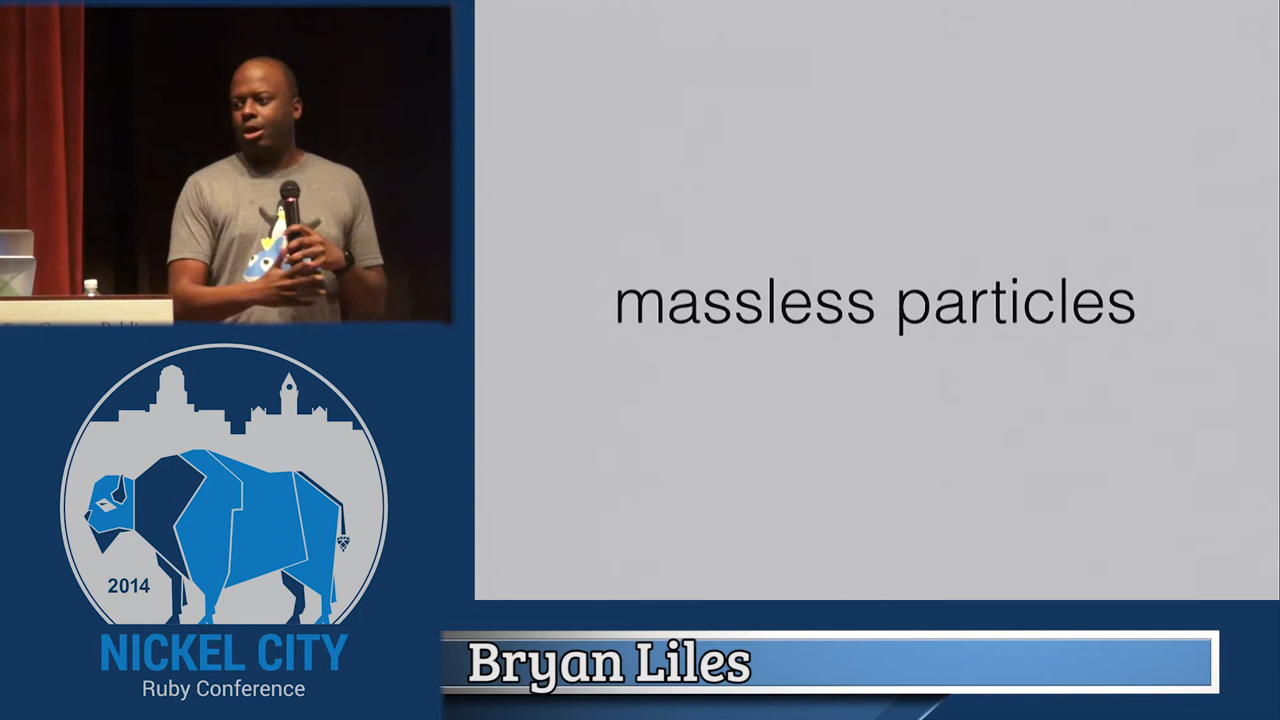 massless particles
2014
NICKEL CITY
Ruby Conference
Bryan Liles